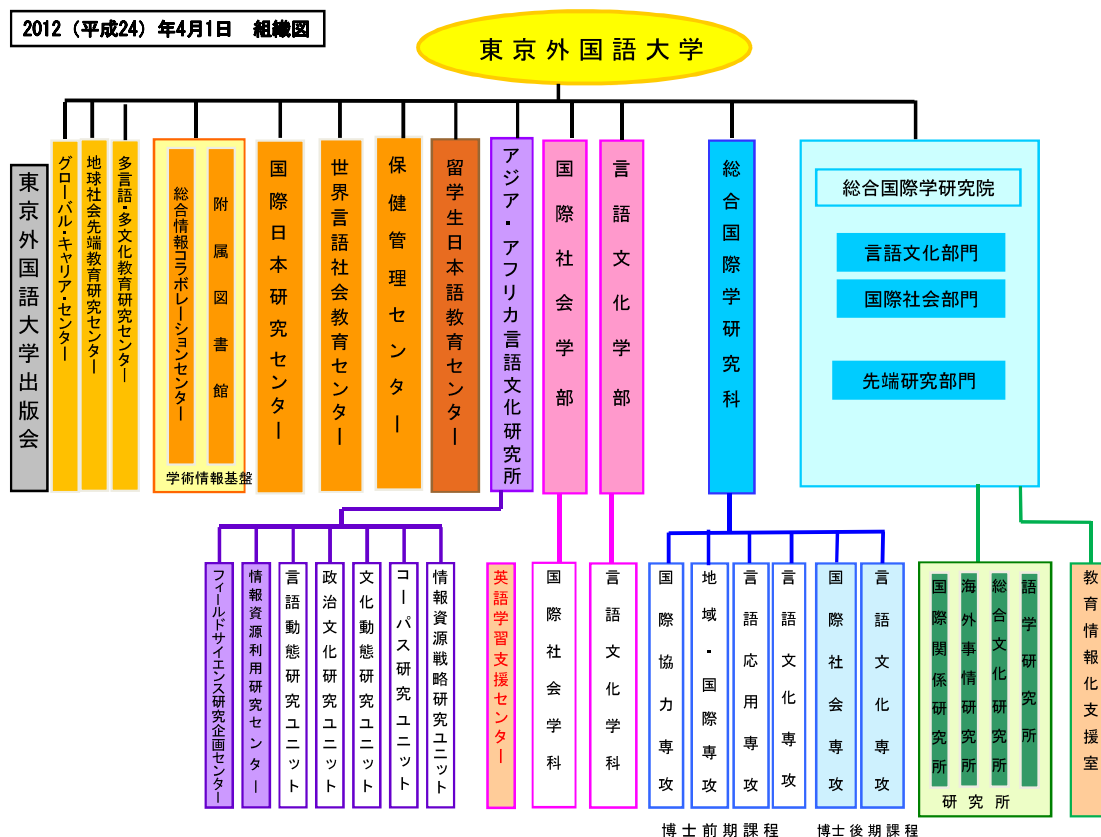 2012（平成24）年4月1日　組織図
東京外国語大学
東京外国語大学出版会
グローバル・キャリア・センター
地球社会先端教育研究センター
多言語・多文化教育研究センター
総合情報コラボレーションセンター
附属図書館
学術情報基盤
国際日本研究センター
世界言語社会教育センター
保健管理センター
留学生日本語教育センター
アジア・アフリカ言語文化研究所
国際社会学部
言語文化学部
総合国際学研究科
総合国際学研究院
言語文化部門
国際社会部門
先端研究部門
フィールドサイエンス研究企画センター
情報資源利用研究センター
言語動態研究ユニット
政治文化研究ユニット
文化動態研究ユニット
コーパス研究ユニット
情報資源戦略研究ユニット
英語学習支援センター
国際社会学科
言語文化学科
国際協力専攻
地域・国際専攻
言語応用専攻
言語文化専攻
博士前期課程
国際社会専攻
言語文化専攻
博士後期課程
国際関係研究所
海外事情研究所
総合文化研究所
語学研究所
研究所
教育情報化支援室